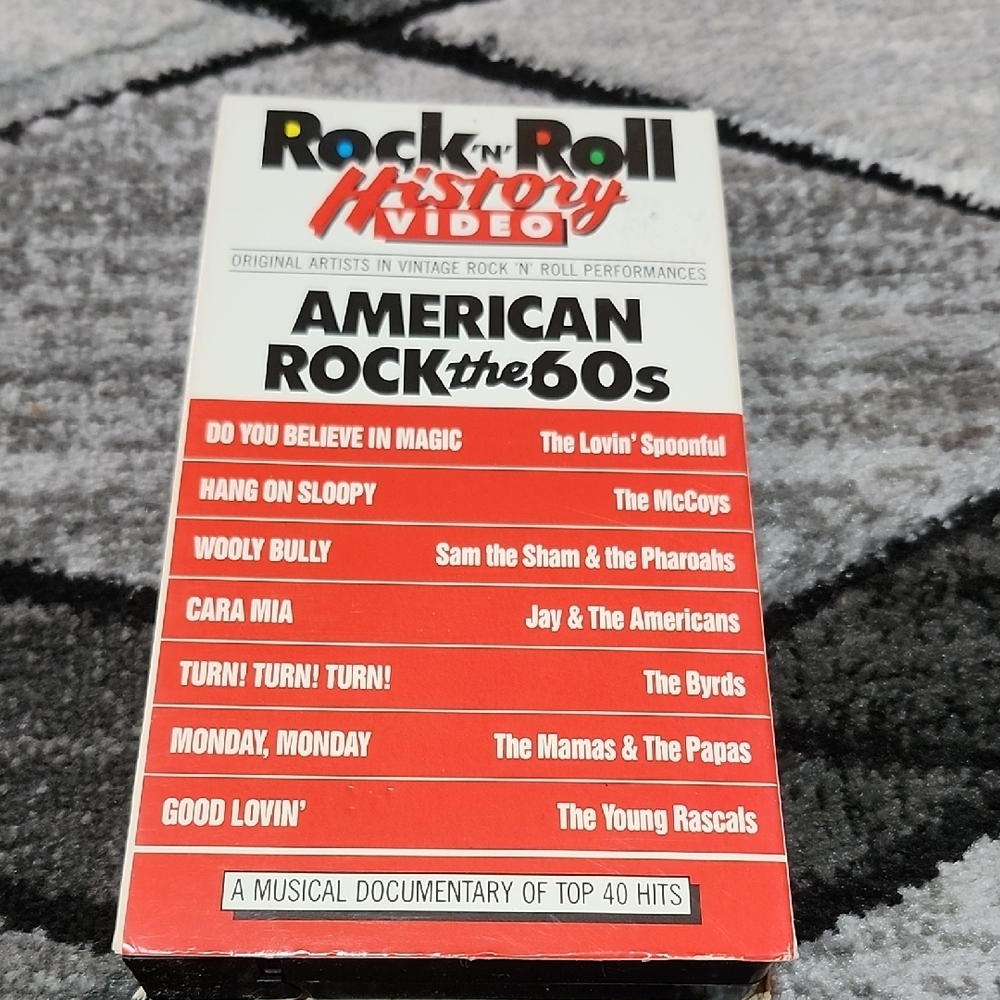 Rock 'N' Roll
History
VIDEO
ORIGINAL ARTISTS IN VINTAGE ROCK 'N' ROLL PERFORMANCES
AMERICAN
ROCK the 60s
DO YOU BELIEVE IN MAGIC The Lovin' Spoonful
HANG ON SLOOPY The McCoys
WOOLY BULLY Sam the Sham & the Pharoahs
CARA MIA Jay & The Americans
TURN! TURN! TURN! The Byrds
MONDAY, MONDAY The Mamas & The Papas
GOOD LOVIN' The Young Rascals
A MUSICAL DOCUMENTARY OF TOP 40 HITS